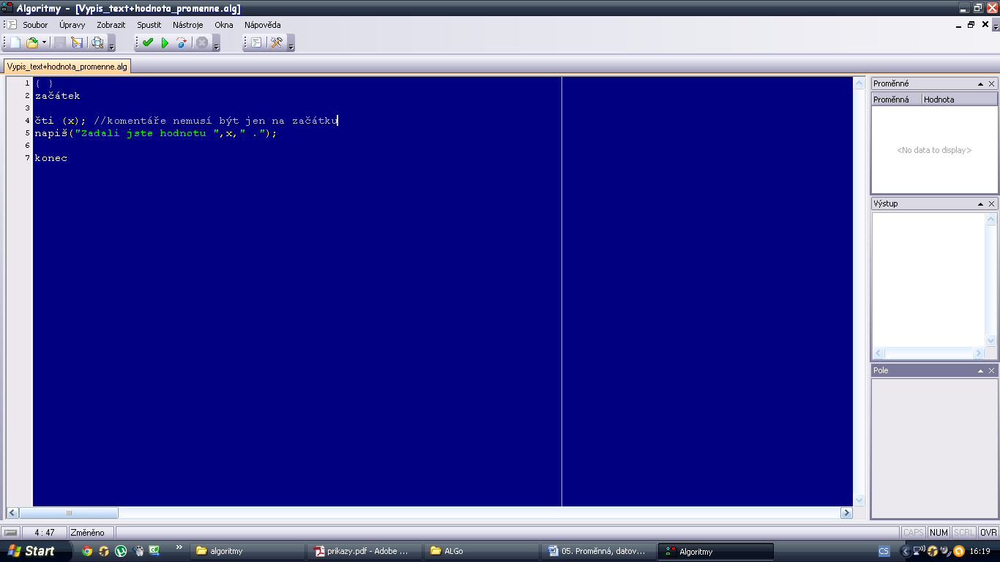 Algoritmy - [Vypis_text+hodnota_promenne.alg]
Soubor Úpravy Zobrazit Spustit Nástroje Okna Nápověda
Vypis_text+hodnota_promenne.alg
1 { }
2 začátek
3
4 čti (x); //komentáře nemusí být jen na začátku
5 napiš("Zadali jste hodnotu ",x," .");
6
7 konec
Proměnné
Proměnná Hodnota
<No data to display>
Výstup
Pole
4 : 47 Změněno
CAPS NUM SCRL OVR
Start » algoritmy prikazy.pdf - Adobe ... ALGo 05. Proměnná, datov... Algoritmy CS 16:19